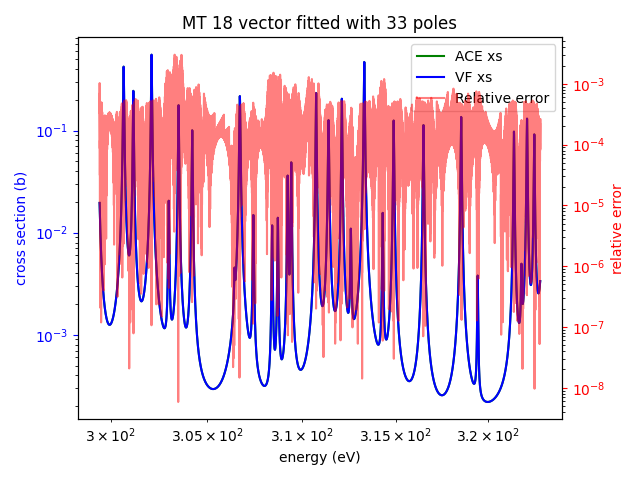 MT 18 vector fitted with 33 poles
ACE xs
VF xs
Relative error
cross section (b)
10⁻¹
10⁻²
10⁻³
relative error
10⁻³
10⁻⁴
10⁻⁵
10⁻⁶
10⁻⁷
10⁻⁸
3 × 10² 3.05 × 10² 3.1 × 10² 3.15 × 10² 3.2 × 10²
energy (eV)